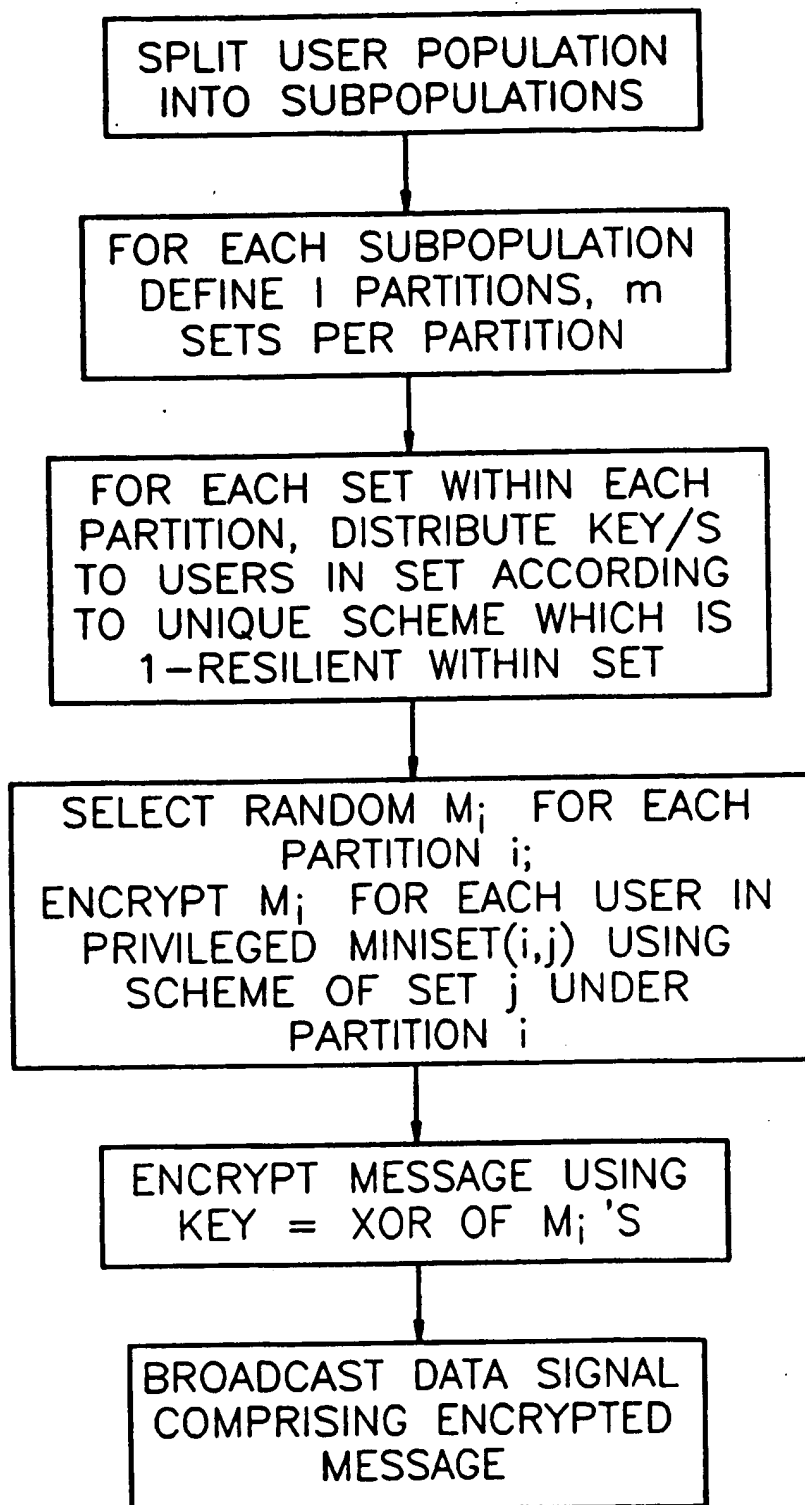 SPLIT USER POPULATION
INTO SUBPOPULATIONS
FOR EACH SUBPOPULATION
DEFINE l PARTITIONS, m
SETS PER PARTITION
FOR EACH SET WITHIN EACH
PARTITION, DISTRIBUTE KEY/S
TO USERS IN SET ACCORDING
TO UNIQUE SCHEME WHICH IS
1-RESILIENT WITHIN SET
SELECT RANDOM Mi FOR EACH
PARTITION i;
ENCRYPT Mi FOR EACH USER IN
PRIVILEGED MINISET(i,j) USING
SCHEME OF SET j UNDER
PARTITION i
ENCRYPT MESSAGE USING
KEY = XOR OF Mi 'S
BROADCAST DATA SIGNAL
COMPRISING ENCRYPTED
MESSAGE